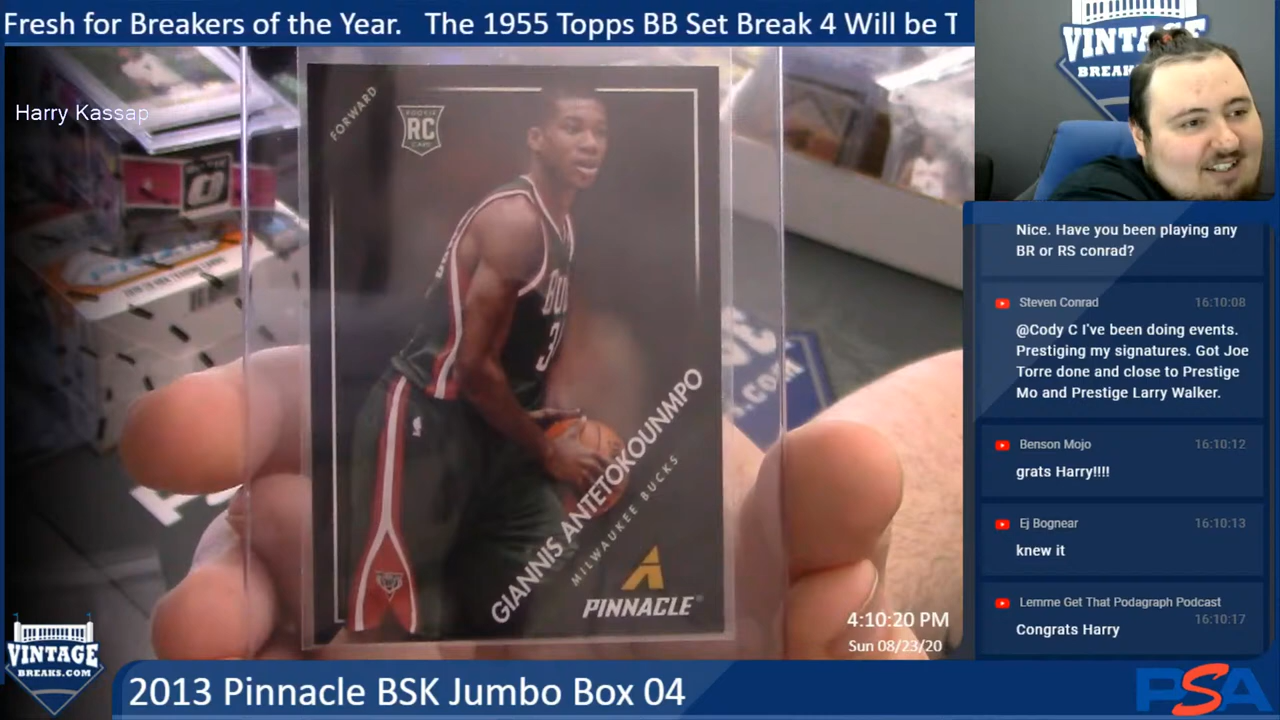 Fresh for Breakers of the Year. The 1955 Topps BB Set Break 4 Will be T
VINTAGE
Harry Kassap
FORWARD
ROOKIE
RC
CARD
GIANNIS ANTETOKOUNMPO
MILWAUKEE BUCKS
PINNACLE
4:10:20 PM
Sun 08/23/20
Nice. Have you been playing any
BR or RS conrad?
Steven Conrad 16:10:08
@Cody C I've been doing events.
Prestiging my signatures. Got Joe
Torre done and close to Prestige
Mo and Prestige Larry Walker.
Benson Mojo 16:10:12
grats Harry!!!!
Ej Bognear 16:10:13
knew it
Lemme Get That Podagraph Podcast
16:10:17
Congrats Harry
VINTAGE
BREAKS.COM
2013 Pinnacle BSK Jumbo Box 04
PSA